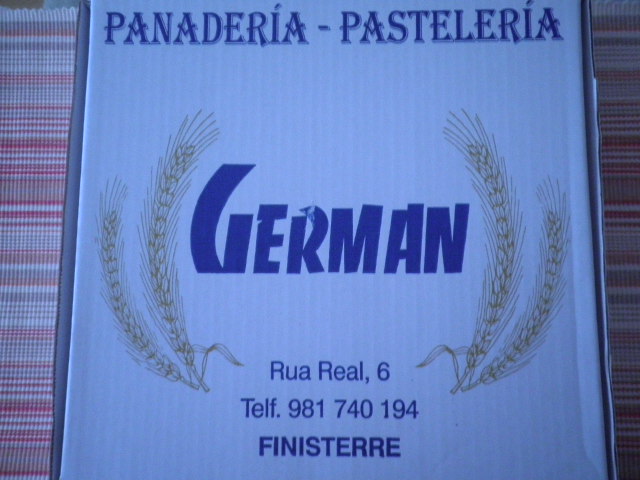 PANADERÍA - PASTELERÍA
GERMAN
Rua Real, 6
Telf. 981 740 194
FINISTERRE